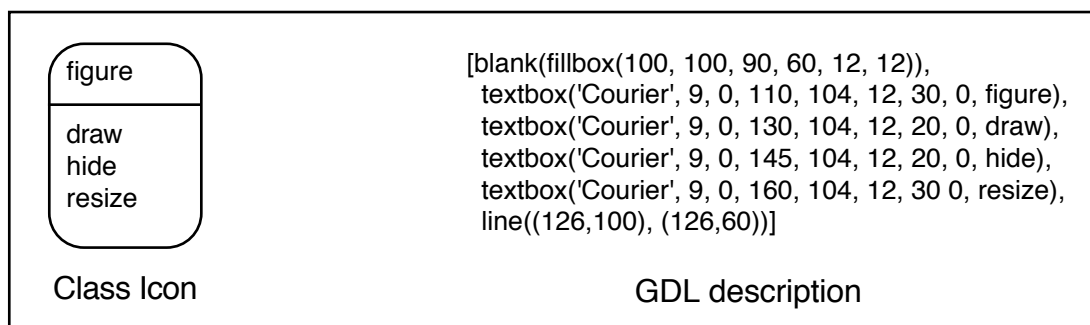 figure
draw
hide
resize
Class Icon
[blank(fillbox(100, 100, 90, 60, 12, 12)),
textbox('Courier', 9, 0, 110, 104, 12, 30, 0, figure),
textbox('Courier', 9, 0, 130, 104, 12, 20, 0, draw),
textbox('Courier', 9, 0, 145, 104, 12, 20, 0, hide),
textbox('Courier', 9, 0, 160, 104, 12, 30 0, resize),
line((126,100), (126,60))]
GDL description